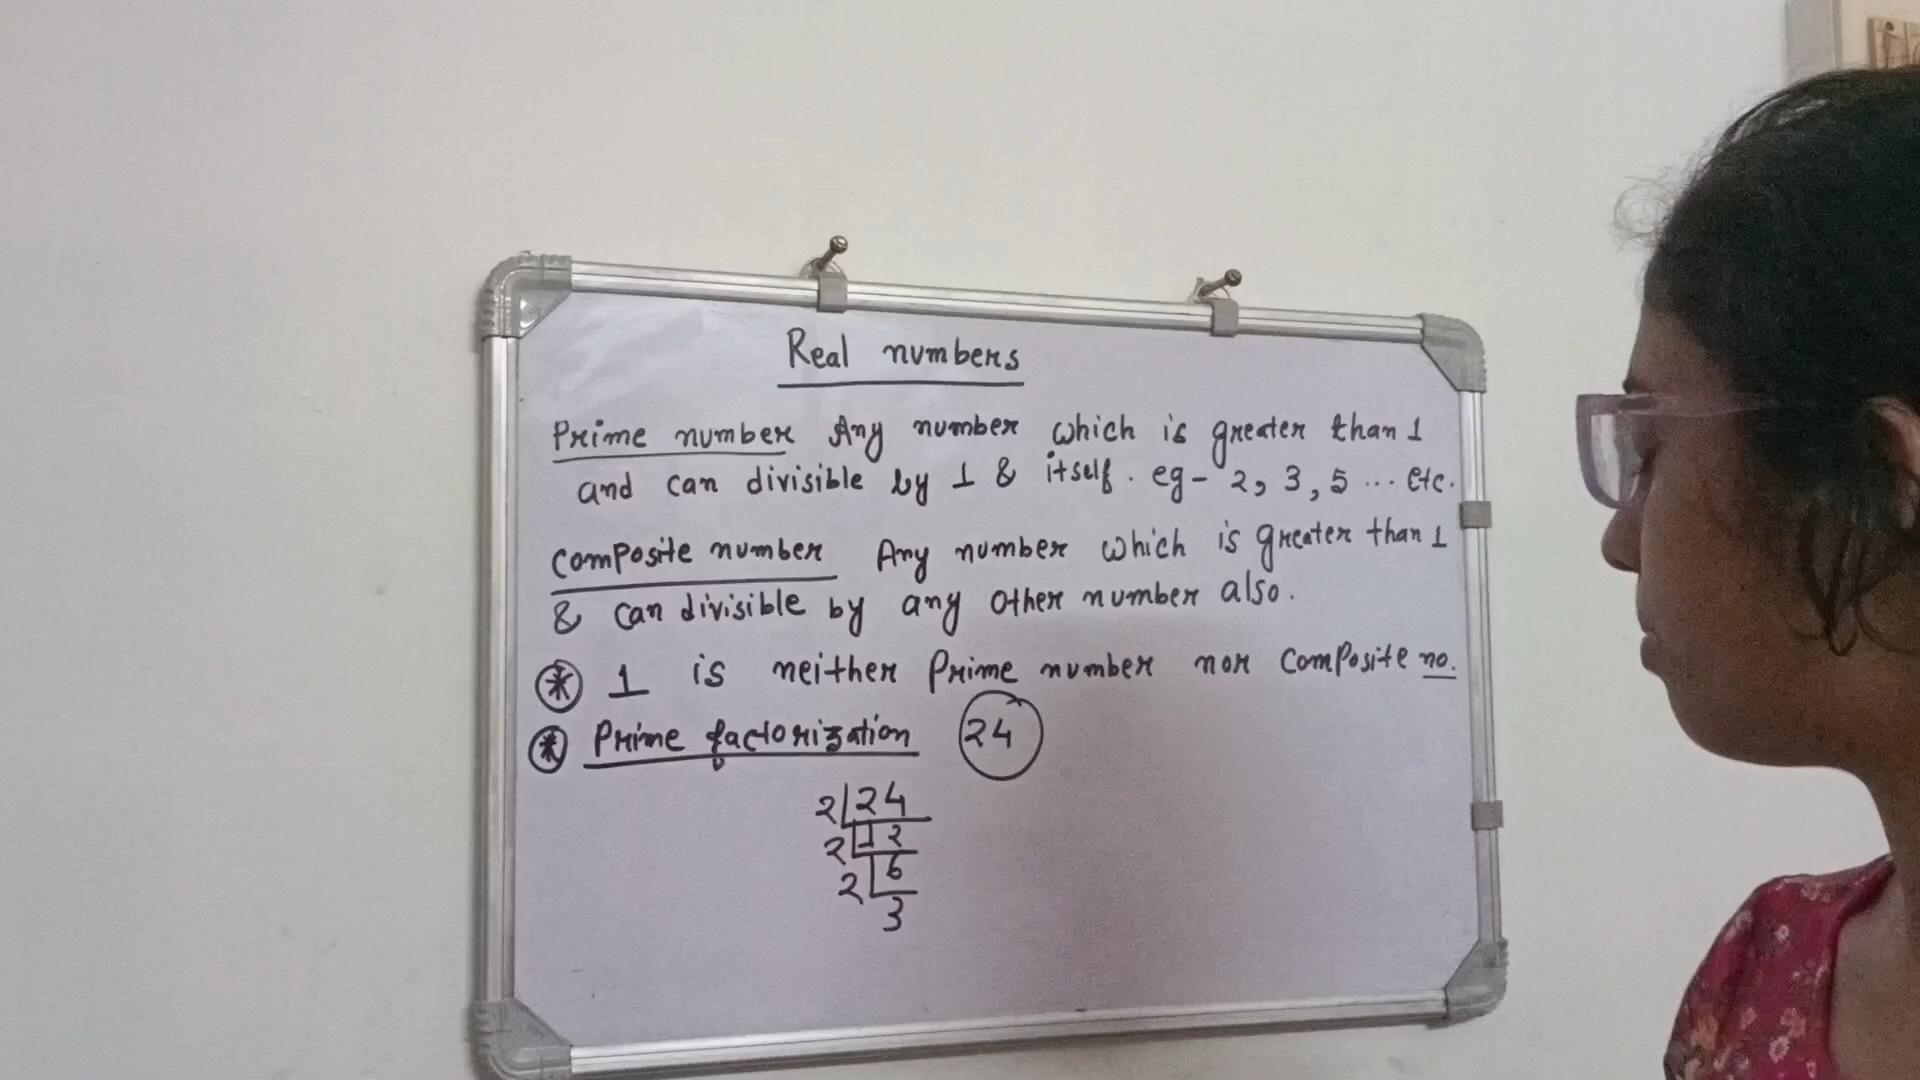 Real numbers
Prime number Any number which is greater than 1
and can divisible by 1 & itself. eg- 2, 3, 5 ... etc.
composite number Any number which is greater than 1
& can divisible by any other number also.
* 1 is neither Prime number nor composite no.
* Prime factorization 24
2 24
2 12
2 6
3